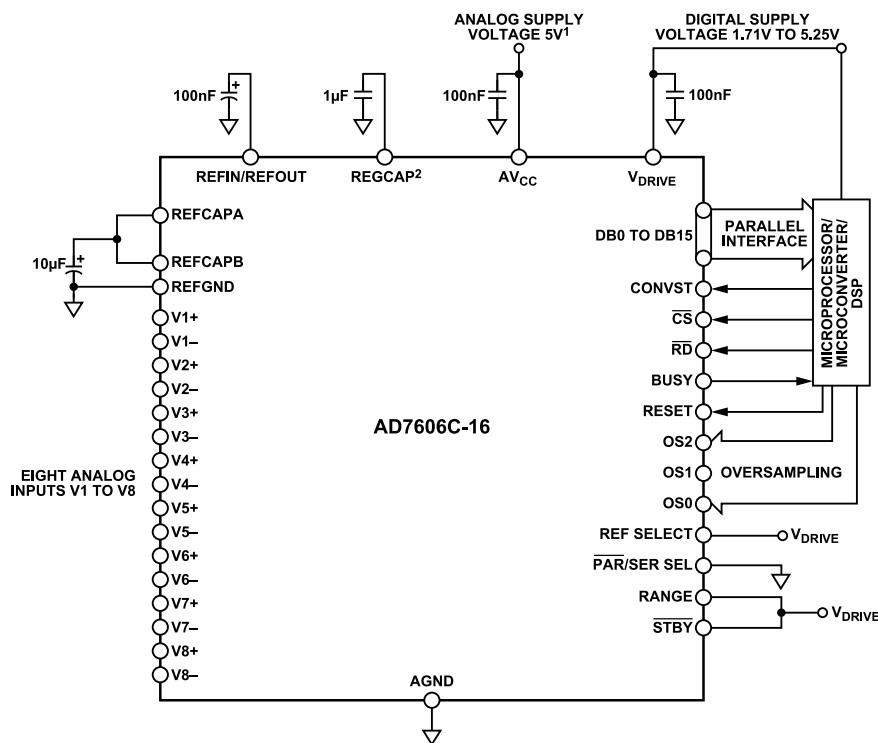 ANALOG SUPPLY
VOLTAGE 5V1
DIGITAL SUPPLY
VOLTAGE 1.71V TO 5.25V
100nF
+
1µF
100nF
100nF
REFIN/REFOUT
REGCAP2
AVCC
VDRIVE
REFCAPA
10µF
+
REFCAPB
REFGND
V1+
V1–
V2+
V2–
V3+
V3–
V4+
V4–
V5+
V5–
V6+
V6–
V7+
V7–
V8+
V8–
EIGHT ANALOG
INPUTS V1 TO V8
AD7606C-16
DB0 TO DB15
PARALLEL
INTERFACE
CONVST
CS
RD
BUSY
RESET
OS2
OS1
OVERSAMPLING
OS0
REF SELECT
VDRIVE
PAR/SER SEL
RANGE
STBY
VDRIVE
MICROPROCESSOR/
MICROCONVERTER/
DSP
AGND